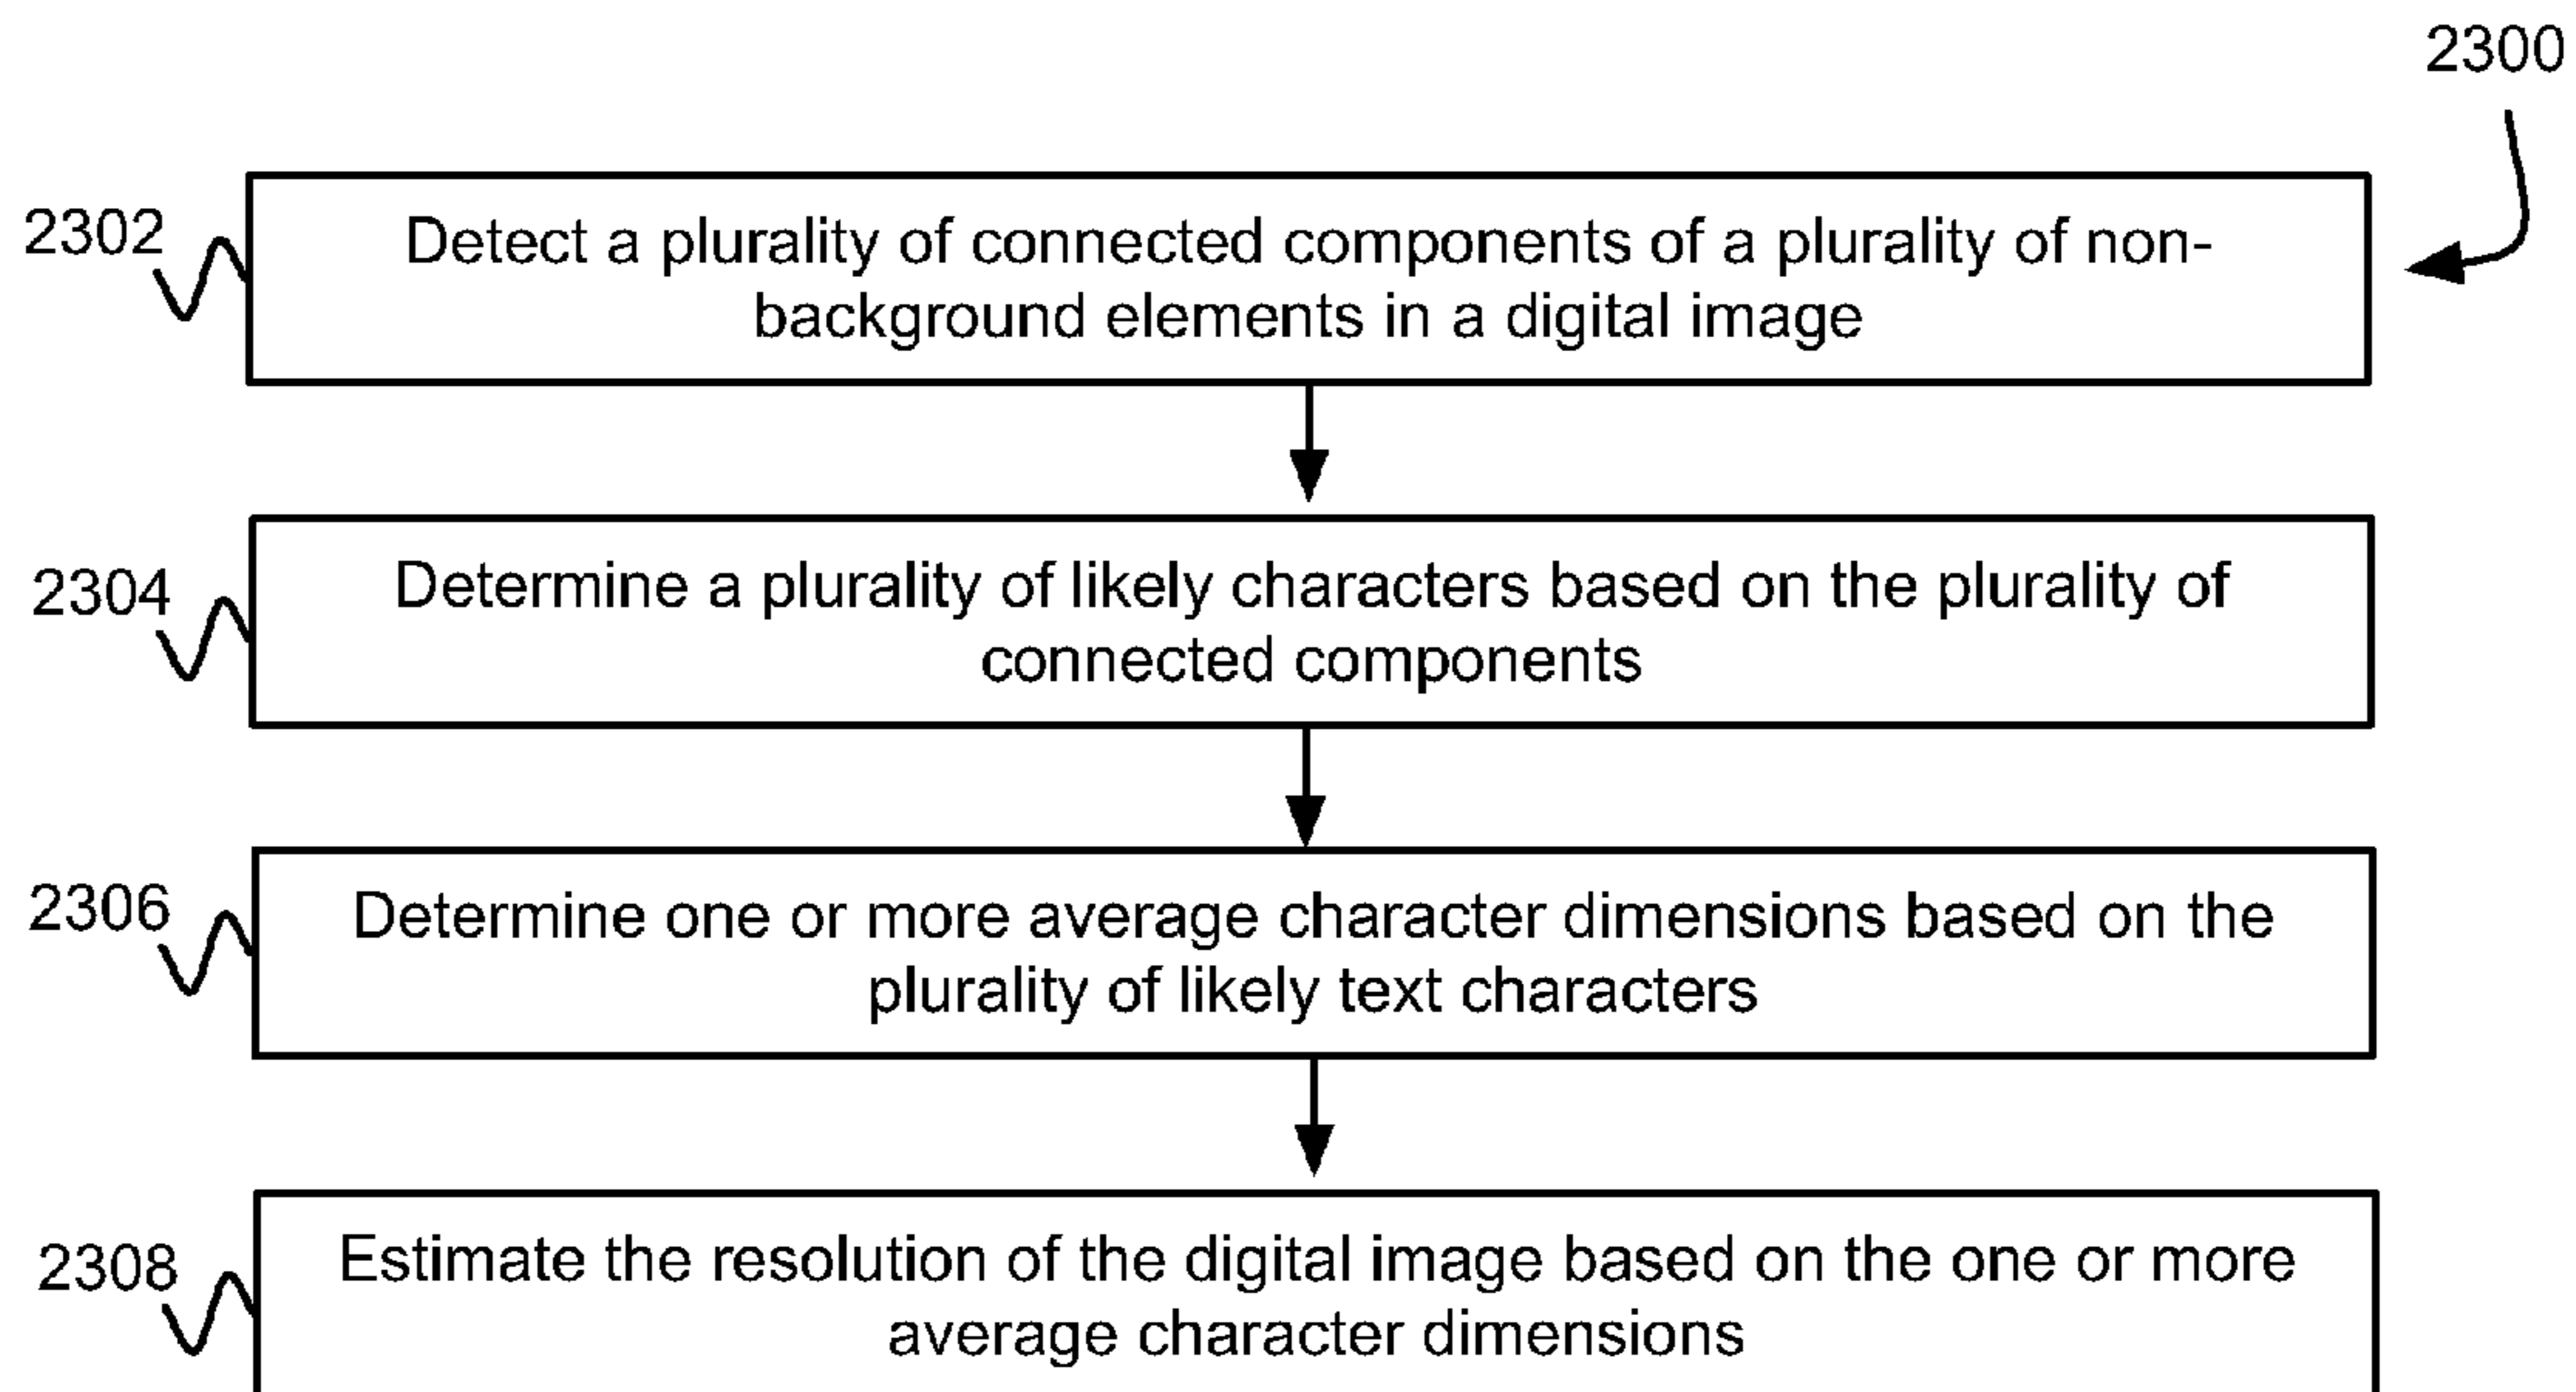 2300
2302
Detect a plurality of connected components of a plurality of non-
background elements in a digital image
2304
Determine a plurality of likely characters based on the plurality of
connected components
2306
Determine one or more average character dimensions based on the
plurality of likely text characters
2308
Estimate the resolution of the digital image based on the one or more
average character dimensions